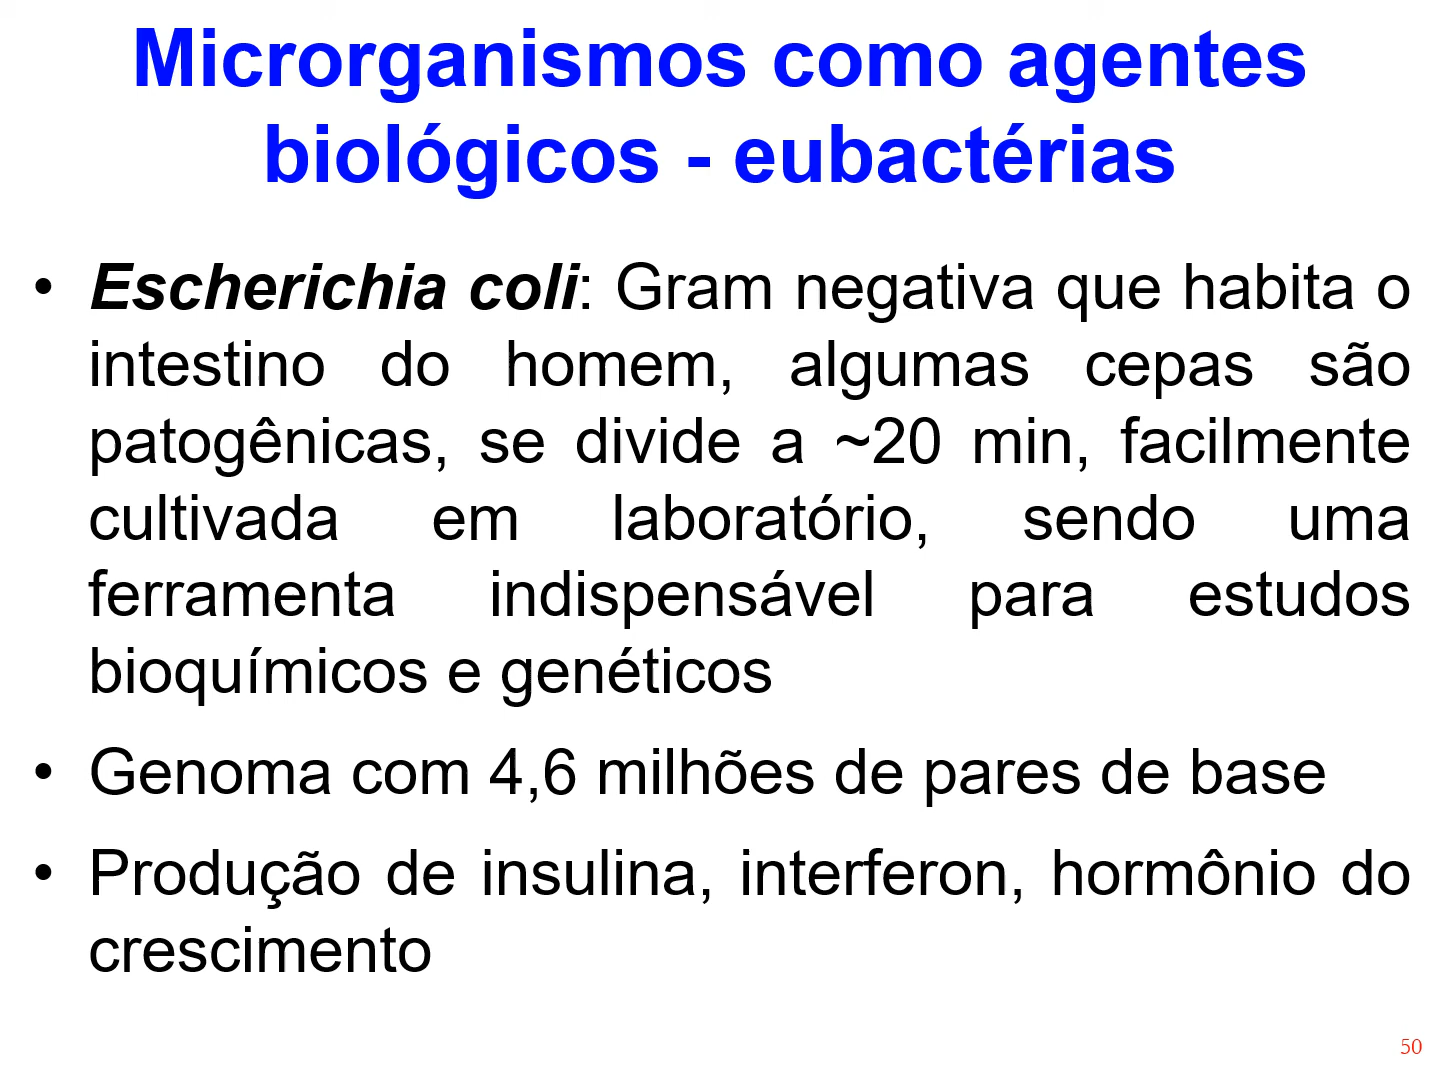 Microrganismos como agentes
biológicos - eubactérias
• Escherichia coli: Gram negativa que habita o
intestino do homem, algumas cepas são
patogênicas, se divide a ~20 min, facilmente
cultivada em laboratório, sendo uma
ferramenta indispensável para estudos
bioquímicos e genéticos
• Genoma com 4,6 milhões de pares de base
• Produção de insulina, interferon, hormônio do
crescimento
50